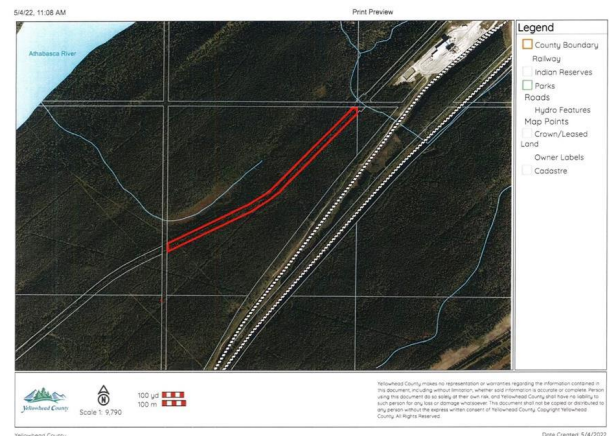 5/4/22, 11:08 AM
Print Preview
Athabasca River
Legend
County Boundary
Railway
Indian Reserves
Parks
Roads
Hydro Features
Map Points
Crown/Leased
Land
Owner Labels
Cadastre
Yellowhead County
N
Scale 1: 9,790
100 yd
100 m
Yellowhead County makes no representation or warranties regarding the information contained in
this document, including without limitation, whether said information is accurate or complete. Person
using this document do so solely at their own risk, and Yellowhead County shall have no liability to
such person for any loss or damage whatsoever. This document shall not be copied or distributed to
any person without the express written consent of Yellowhead County. Copyright Yellowhead
County. All Rights Reserved.
Yellowhead County
Date Created: 5/4/2022